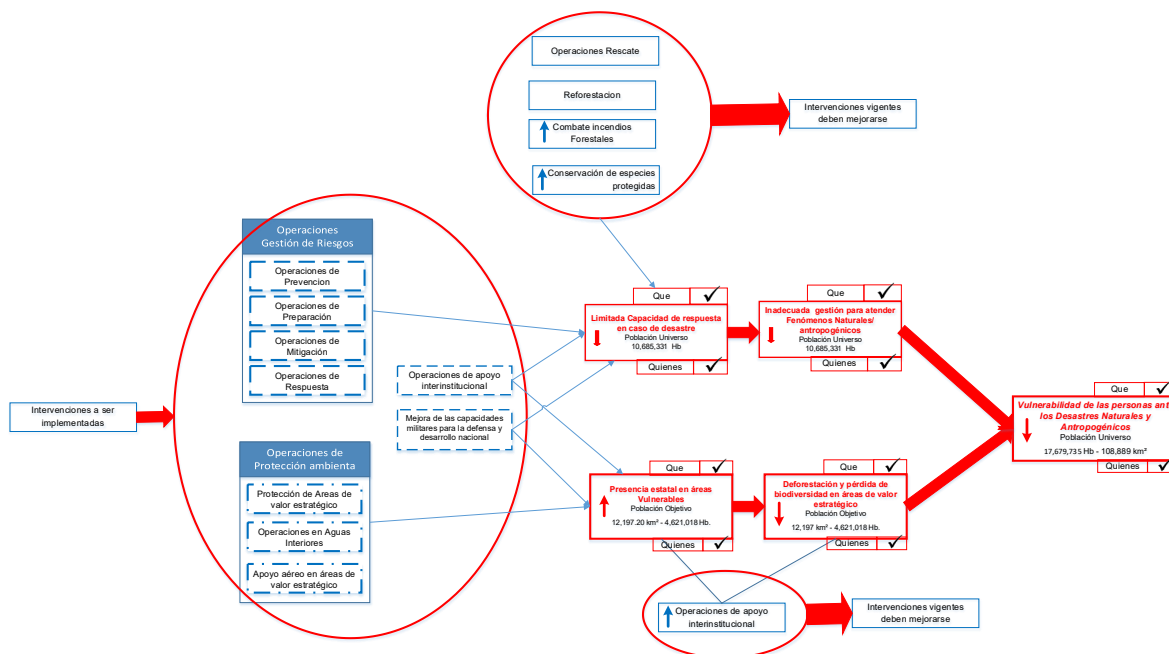 Operaciones Rescate
Reforestacion
Combate incendios
Forestales
Conservación de especies
protegidas
Intervenciones vigentes
deben mejorarse
Operaciones
Gestión de Riesgos
Operaciones de
Prevencion
Operaciones de
Preparación
Operaciones de
Mitigación
Operaciones de
Respuesta
Operaciones de apoyo
interinstitucional
Mejora de las capacidades
militares para la defensa y
desarrollo nacional
Intervenciones a ser
implementadas
Operaciones de
Protección ambienta
Protección de Areas de
valor estratégico
Operaciones en Aguas
Interiores
Apoyo aéreo en áreas de
valor estratégico
Que
Limitada Capacidad de respuesta
en caso de desastre
Población Universo
10,685,331 Hb
Quienes
Que
Inadecuada gestión para atender
Fenómenos Naturales/
antropogénicos
Población Universo
10,685,331 Hb
Quienes
Que
Vulnerabilidad de las personas ante
los Desastres Naturales y
Antropogénicos
Población Universo
17,679,735 Hb - 108,889 km²
Quienes
Que
Presencia estatal en áreas
Vulnerables
Población Objetivo
12,197.20 km² - 4,621,018 Hb.
Quienes
Que
Deforestación y pérdida de
biodiversidad en áreas de valor
estratégico
Población Objetivo
12,197 km² - 4,621,018 Hb.
Quienes
Operaciones de apoyo
interinstitucional
Intervenciones vigentes
deben mejorarse